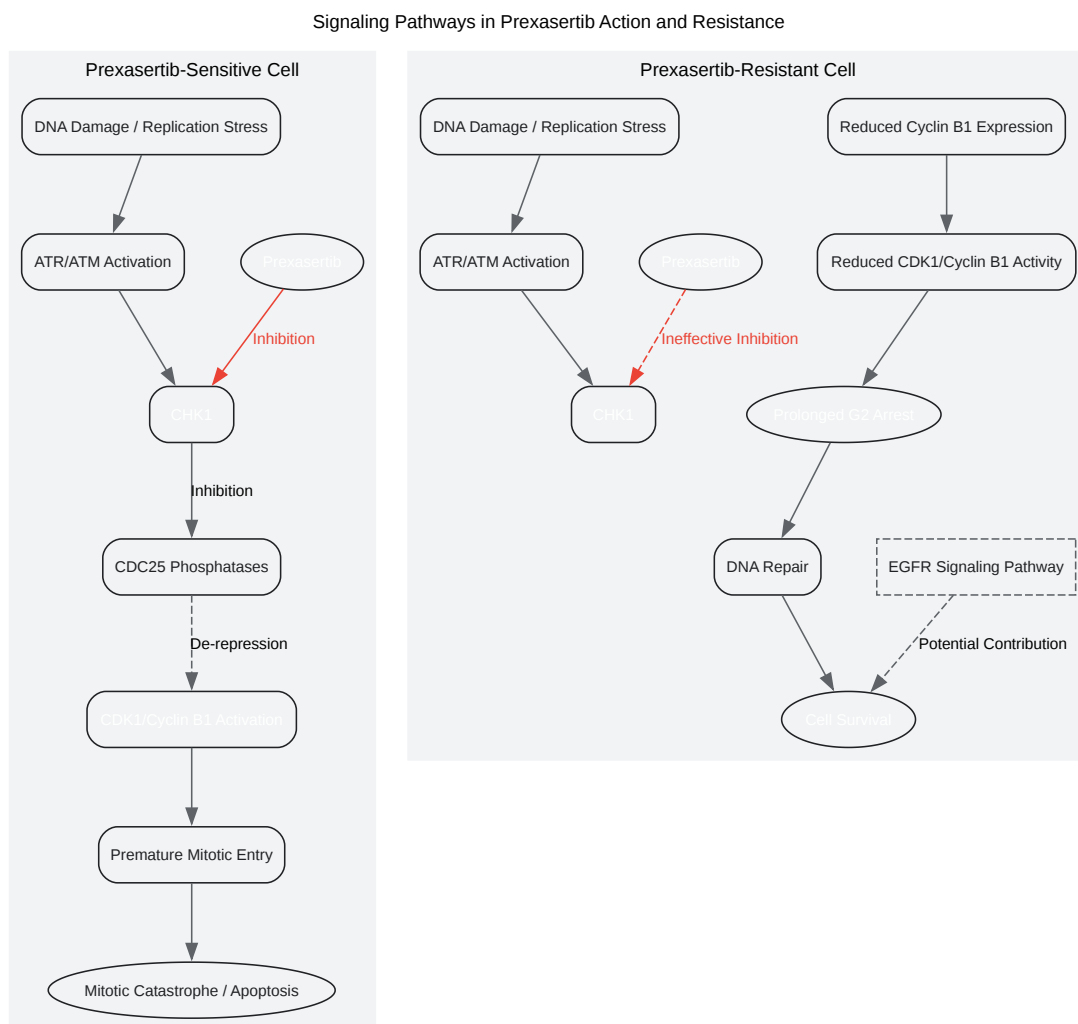 Signaling Pathways in Prexasertib Action and Resistance
Prexasertib-Sensitive Cell
DNA Damage / Replication Stress
ATR/ATM Activation
Prexasertib
Inhibition
CHK1
Inhibition
CDC25 Phosphatases
De-repression
CDK1/Cyclin B1 Activation
Premature Mitotic Entry
Mitotic Catastrophe / Apoptosis
Prexasertib-Resistant Cell
DNA Damage / Replication Stress
Reduced Cyclin B1 Expression
ATR/ATM Activation
Prexasertib
Reduced CDK1/Cyclin B1 Activity
Ineffective Inhibition
CHK1
Prolonged G2 Arrest
DNA Repair
EGFR Signaling Pathway
Potential Contribution
Cell Survival